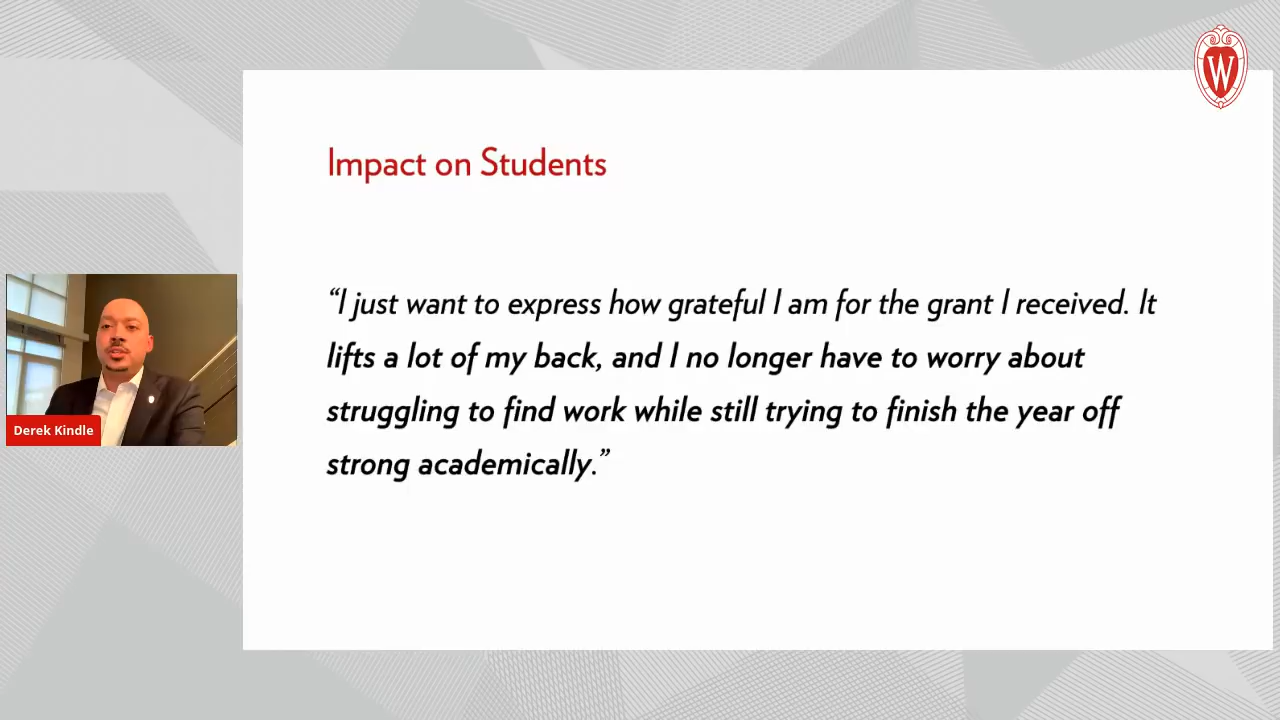 W
Impact on Students
“I just want to express how grateful I am for the grant I received. It
lifts a lot of my back, and I no longer have to worry about
struggling to find work while still trying to finish the year off
strong academically.”
Derek Kindle